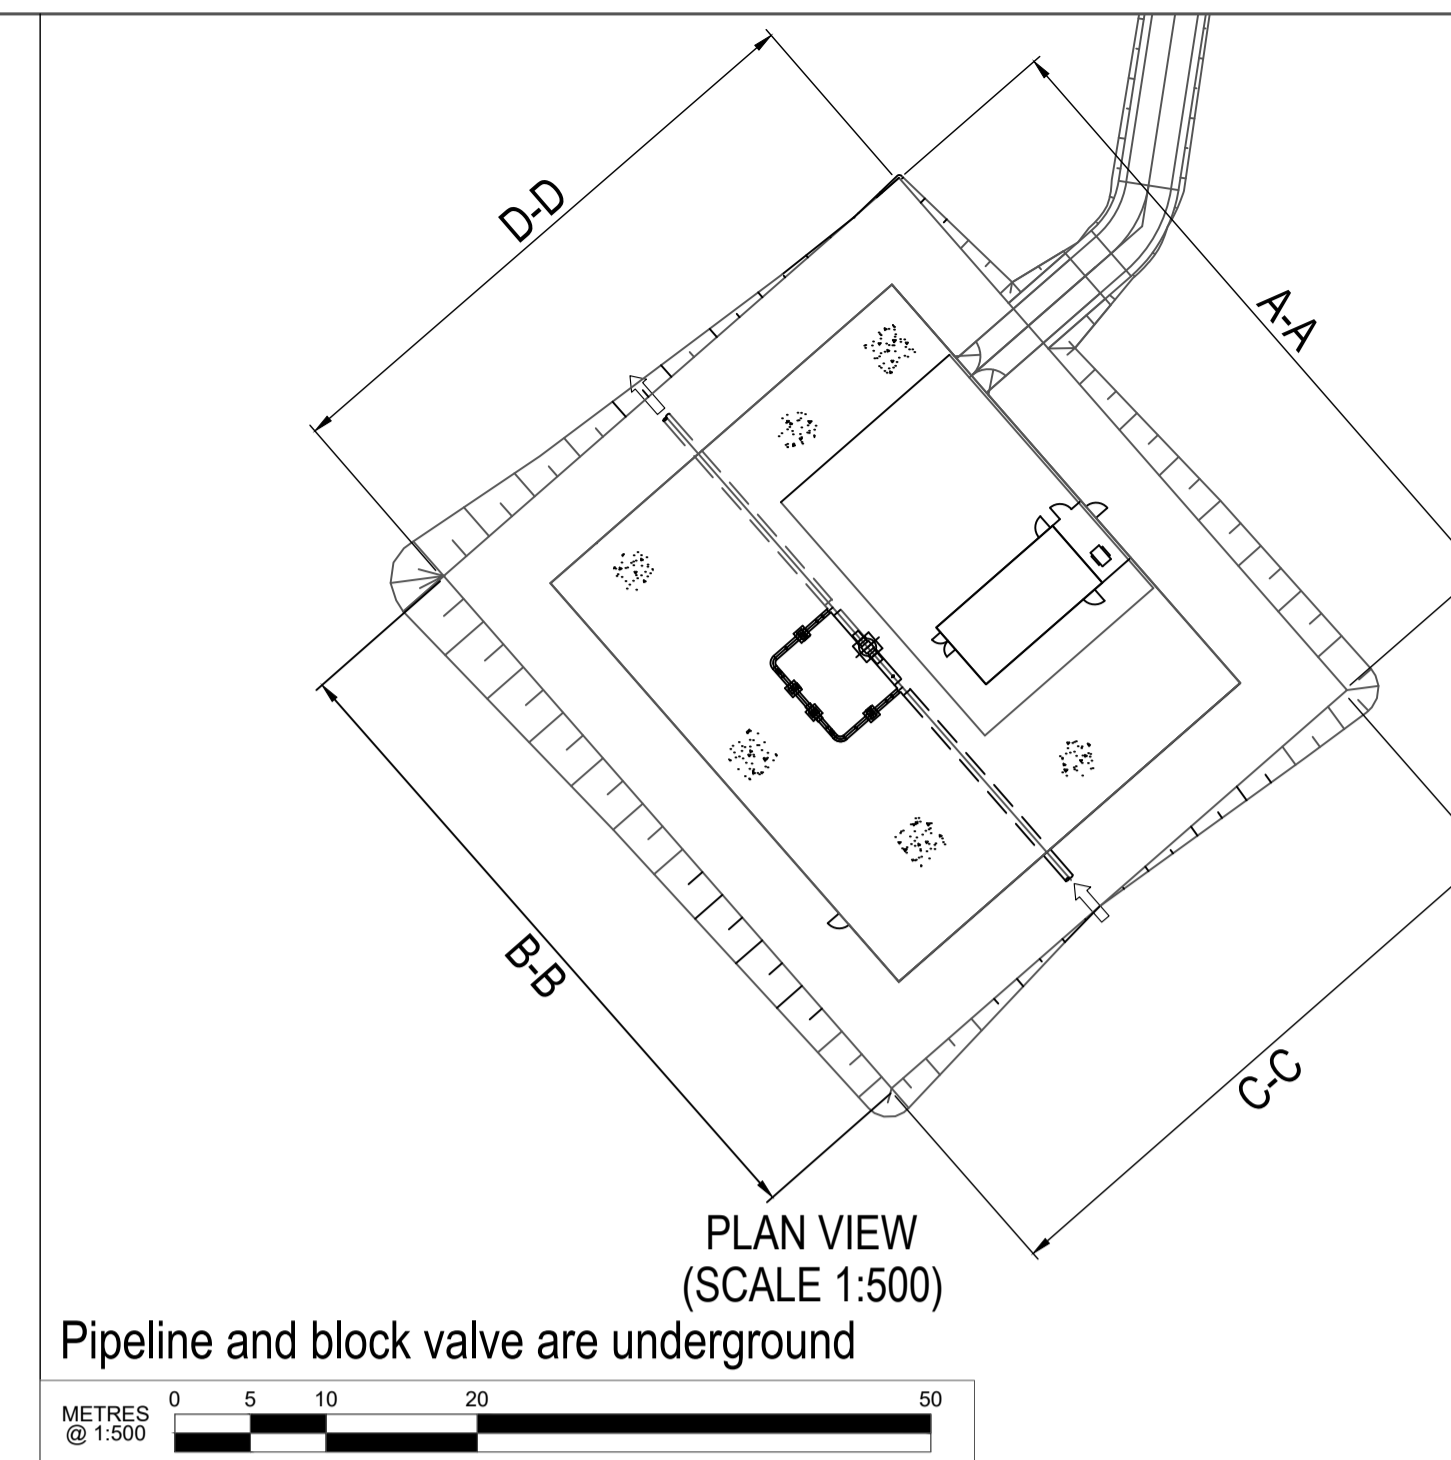 D-D
A-A
B-B
C-C
PLAN VIEW
(SCALE 1:500)
Pipeline and block valve are underground
METRES
@ 1:500
0 5 10 20 50